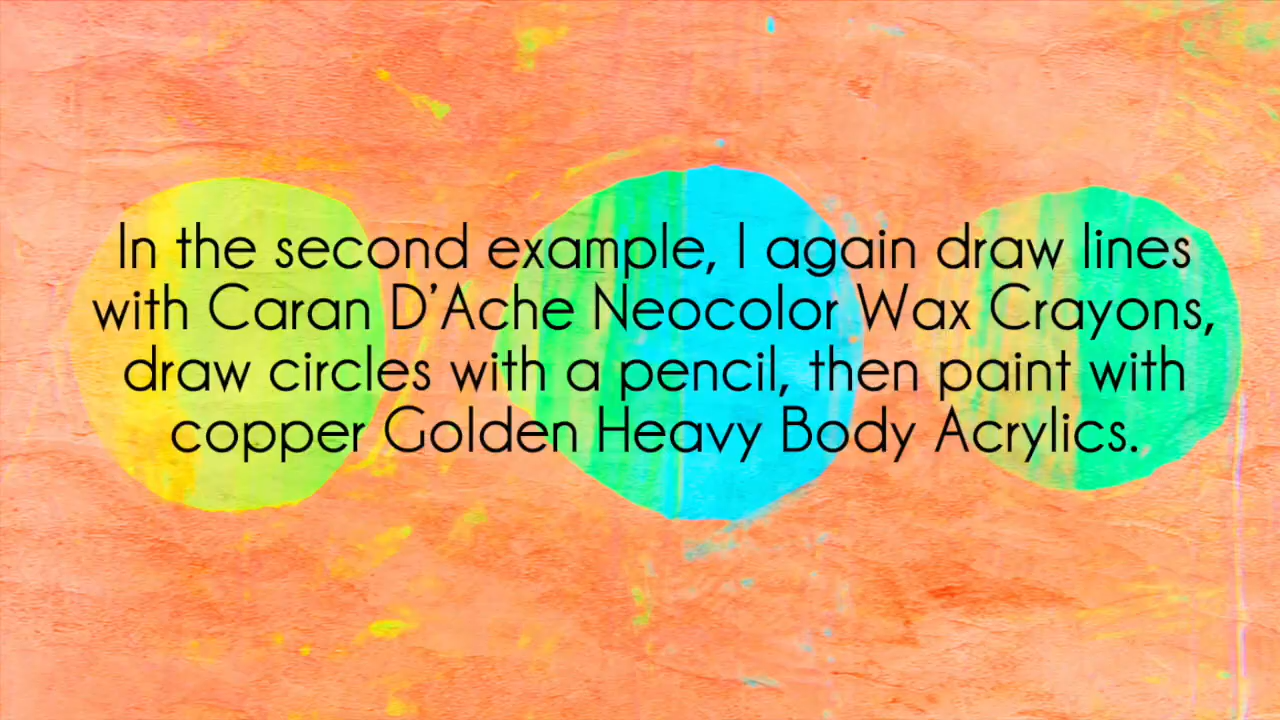 In the second example, I again draw lines
with Caran D’Ache Neocolor Wax Crayons,
draw circles with a pencil, then paint with
copper Golden Heavy Body Acrylics.